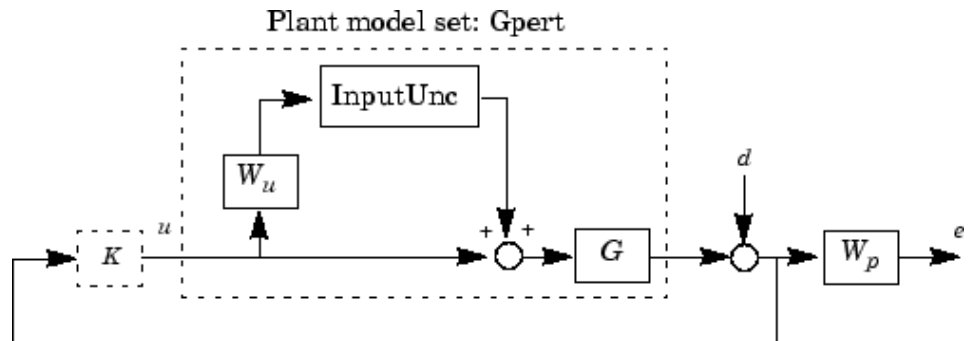 Plant model set: Gpert
InputUnc
W_u
d
u
+ +
e
K
G
W_p